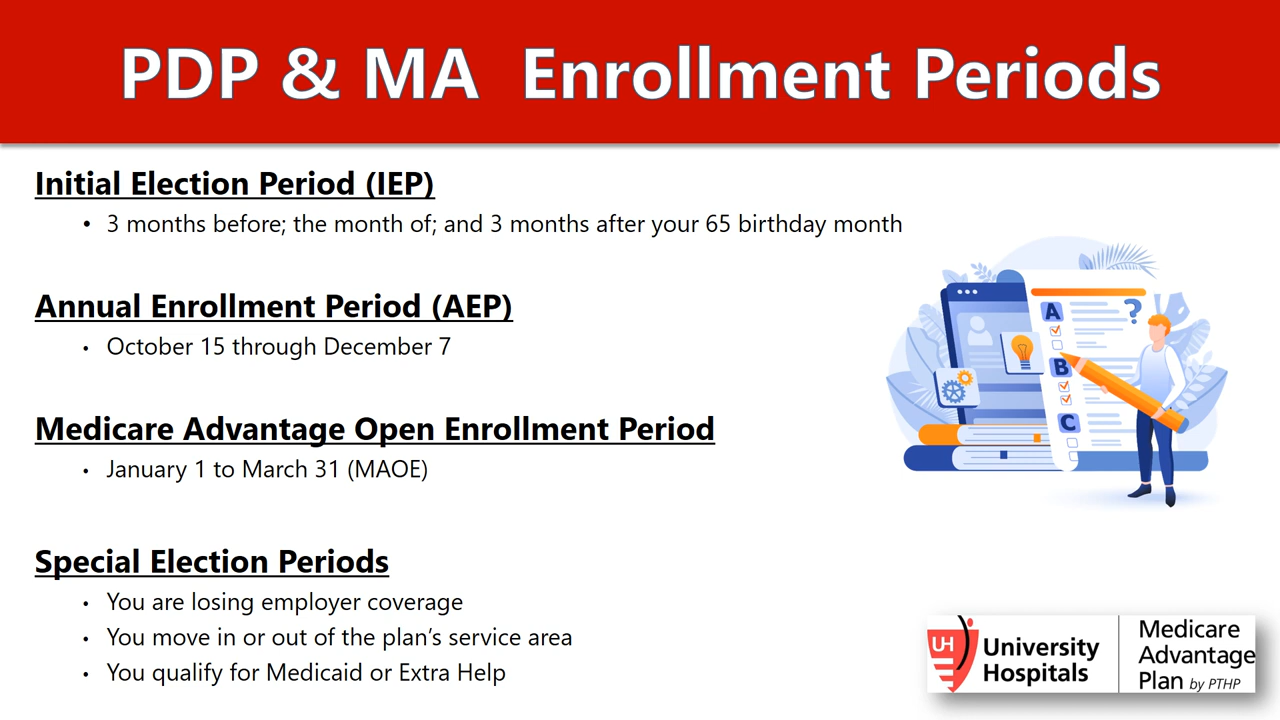 PDP & MA Enrollment Periods
Initial Election Period (IEP)
• 3 months before; the month of; and 3 months after your 65 birthday month
Annual Enrollment Period (AEP)
• October 15 through December 7
Medicare Advantage Open Enrollment Period
• January 1 to March 31 (MAOE)
Special Election Periods
• You are losing employer coverage
• You move in or out of the plan's service area
• You qualify for Medicaid or Extra Help
A
?
B
C
UH
University
Hospitals
Medicare
Advantage
Plan by PTHP